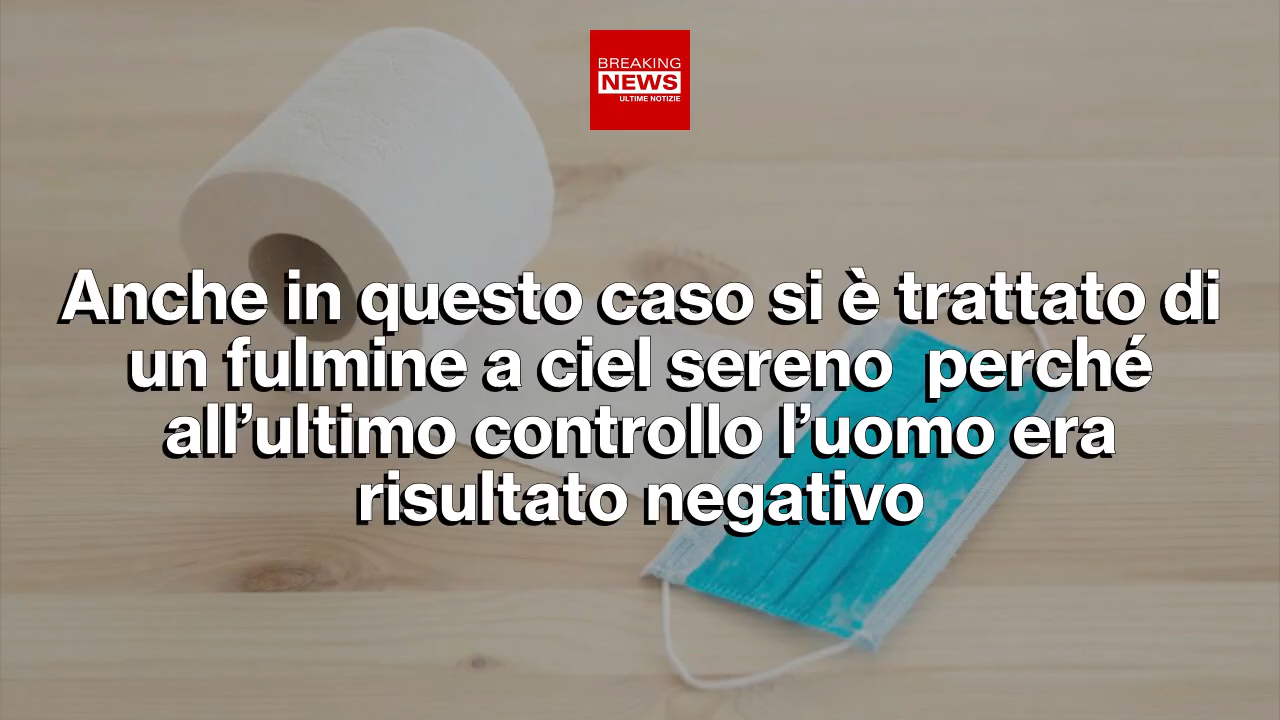 BREAKING
NEWS
ULTIME NOTIZIE
Anche in questo caso si è trattato di
un fulmine a ciel sereno  perché
all’ultimo controllo l’uomo era
risultato negativo